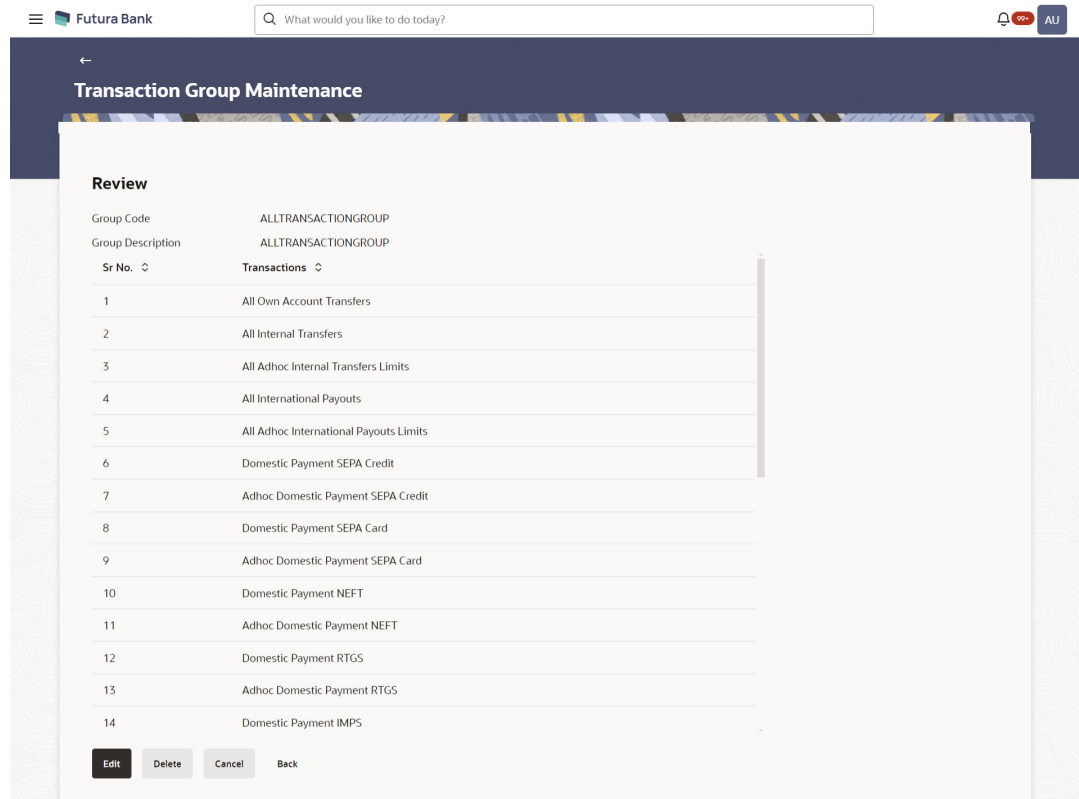 Futura Bank What would you like to do today? 99+ AU
Transaction Group Maintenance
Review
Group Code ALLTRANSACTIONGROUP
Group Description ALLTRANSACTIONGROUP
Sr No. Transactions
1 All Own Account Transfers
2 All Internal Transfers
3 All Adhoc Internal Transfers Limits
4 All International Payouts
5 All Adhoc International Payouts Limits
6 Domestic Payment SEPA Credit
7 Adhoc Domestic Payment SEPA Credit
8 Domestic Payment SEPA Card
9 Adhoc Domestic Payment SEPA Card
10 Domestic Payment NEFT
11 Adhoc Domestic Payment NEFT
12 Domestic Payment RTGS
13 Adhoc Domestic Payment RTGS
14 Domestic Payment IMPS
Edit Delete Cancel Back